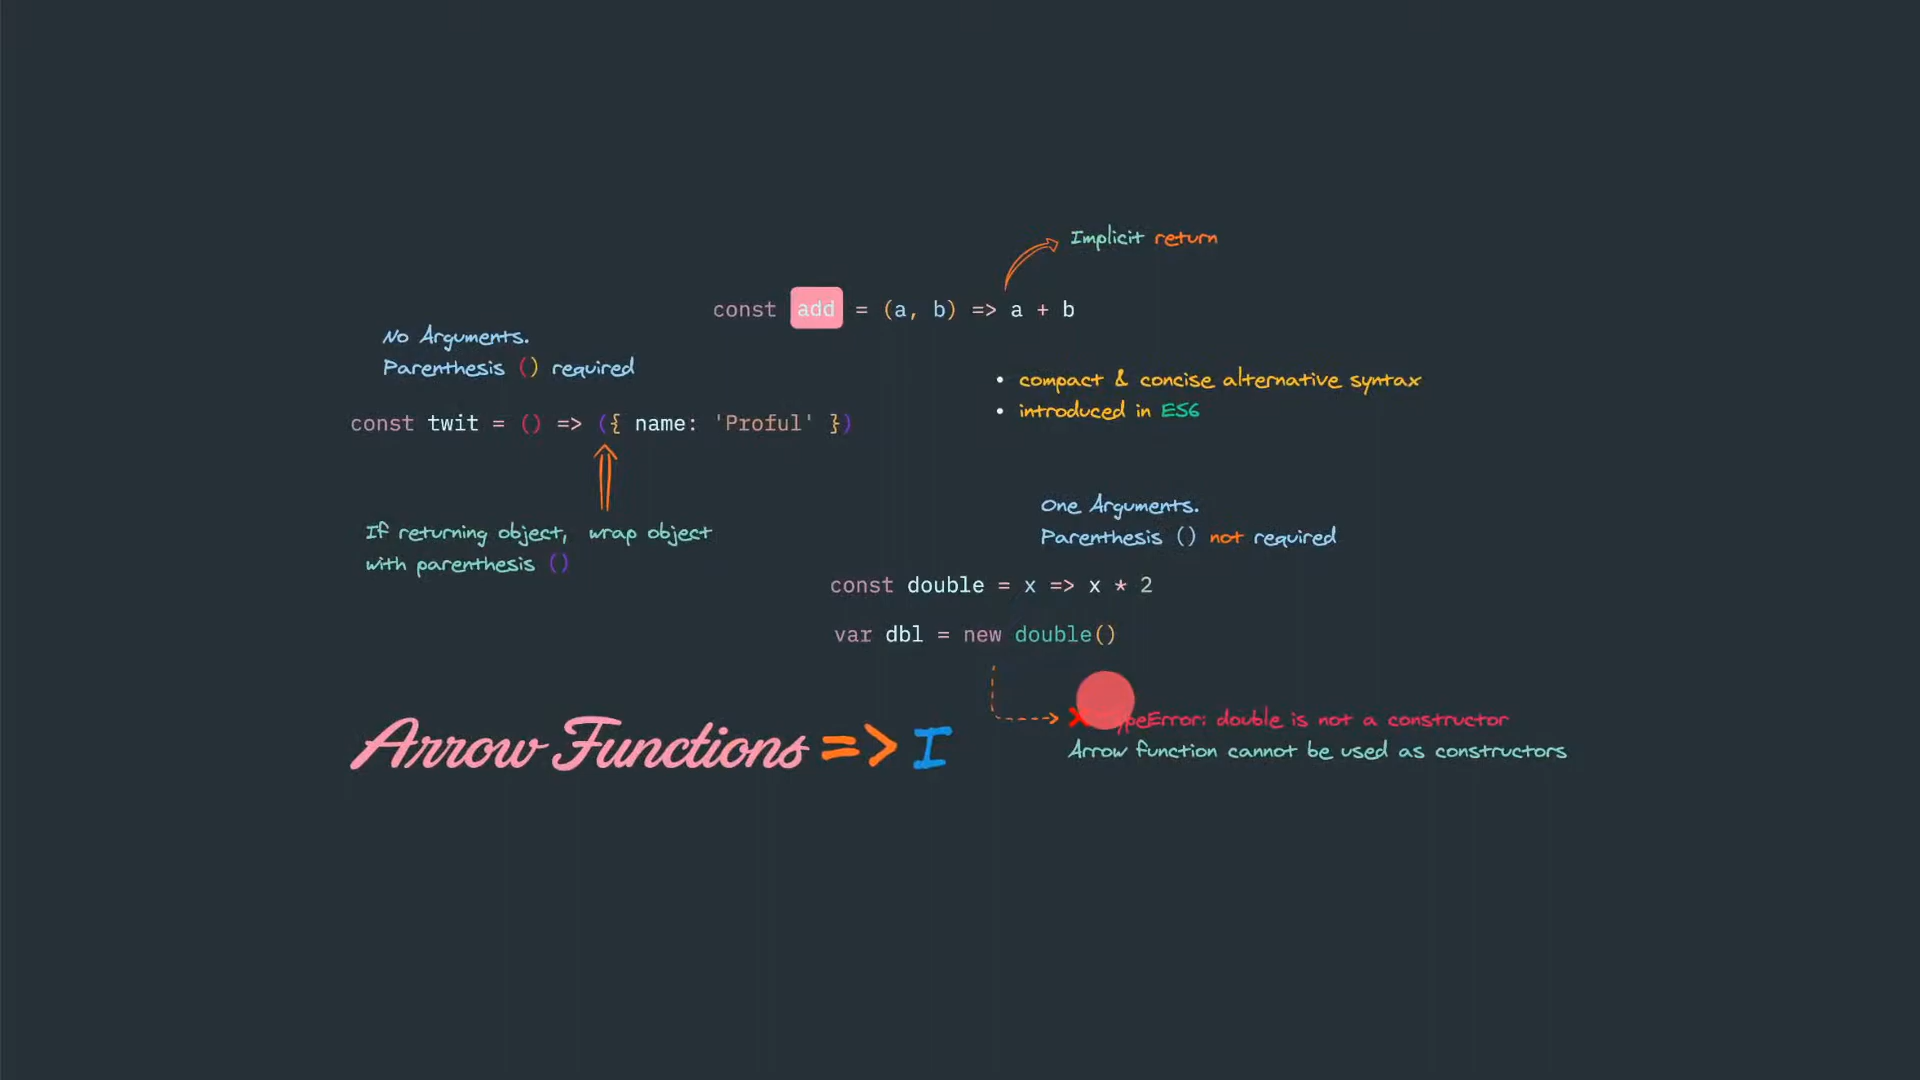 Implicit return
const add = (a, b) => a + b
No Arguments.
Parenthesis () required
const twit = () => ({ name: 'Proful' })
If returning object, wrap object
with parenthesis ()
• compact & concise alternative syntax
• introduced in ES6
One Arguments.
Parenthesis () not required
const double = x => x * 2
var dbl = new double()
Error: double is not a constructor
Arrow function cannot be used as constructors
Arrow Functions => I